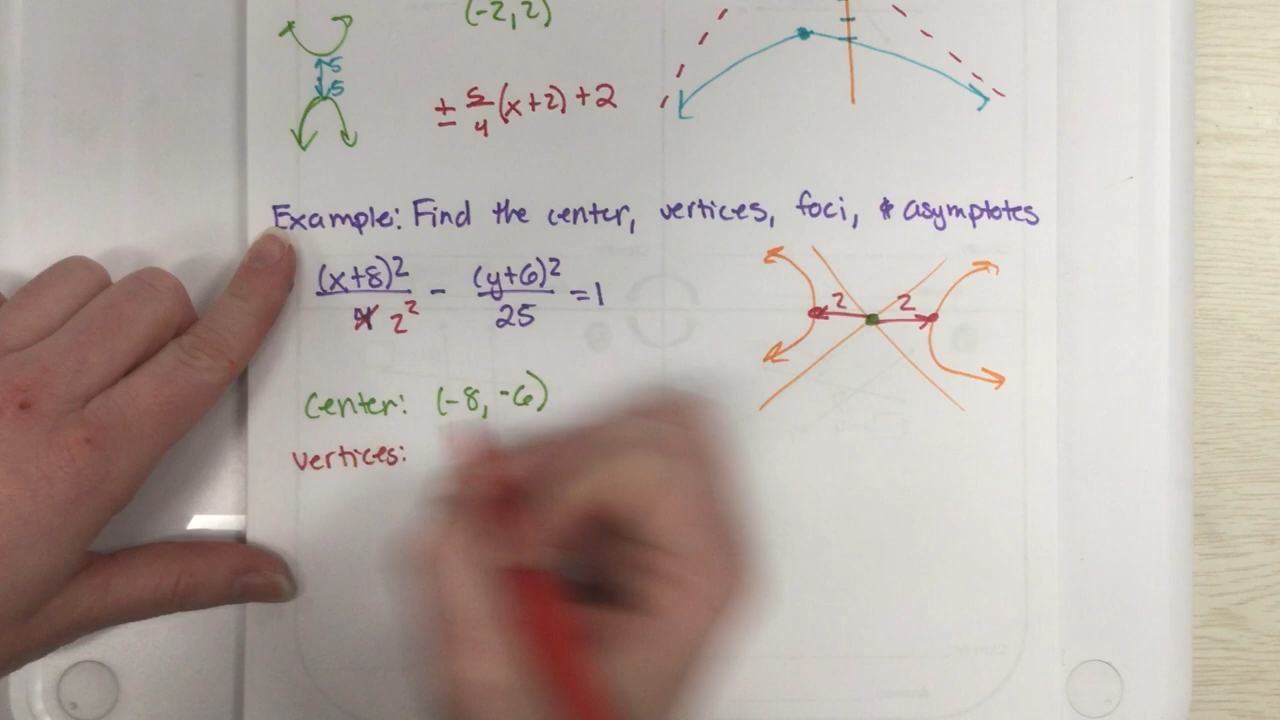 (-2,2)
5
5
± 5/4 (x+2) +2
Example: Find the center, vertices, foci, & asymptotes
(x+8)²/4 2² - (y+6)²/25 = 1
2 2
center: (-8, -6)
vertices: